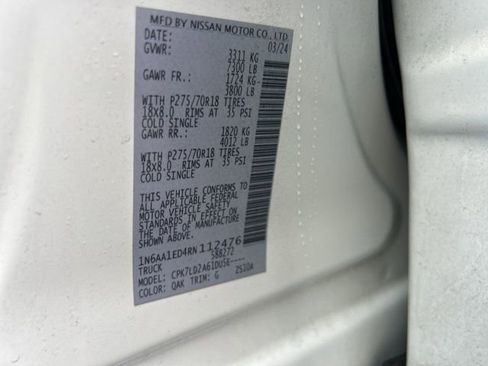 MFD BY NISSAN MOTOR CO., LTD
DATE: 03/24
GVWR: 3311 KG
7300 LB
GAWR FR.: 1724 KG
3800 LB
WITH P275/70R18 TIRES
18x8.0 RIMS AT 35 PSI
COLD SINGLE
GAWR RR.: 1820 KG
4012 LB
WITH P275/70R18 TIRES
18x8.0 RIMS AT 35 PSI
COLD SINGLE
THIS VEHICLE CONFORMS TO
ALL APPLICABLE FEDERAL
MOTOR VEHICLE SAFETY
STANDARDS IN EFFECT ON
THE DATE OF MANUFACTURE
SHOWN ABOVE.
1N6AA1ED4RN112476
TRUCK 588272
MODEL: CPK7LD2A61DUSE----
COLOR: QAK TRIM: G